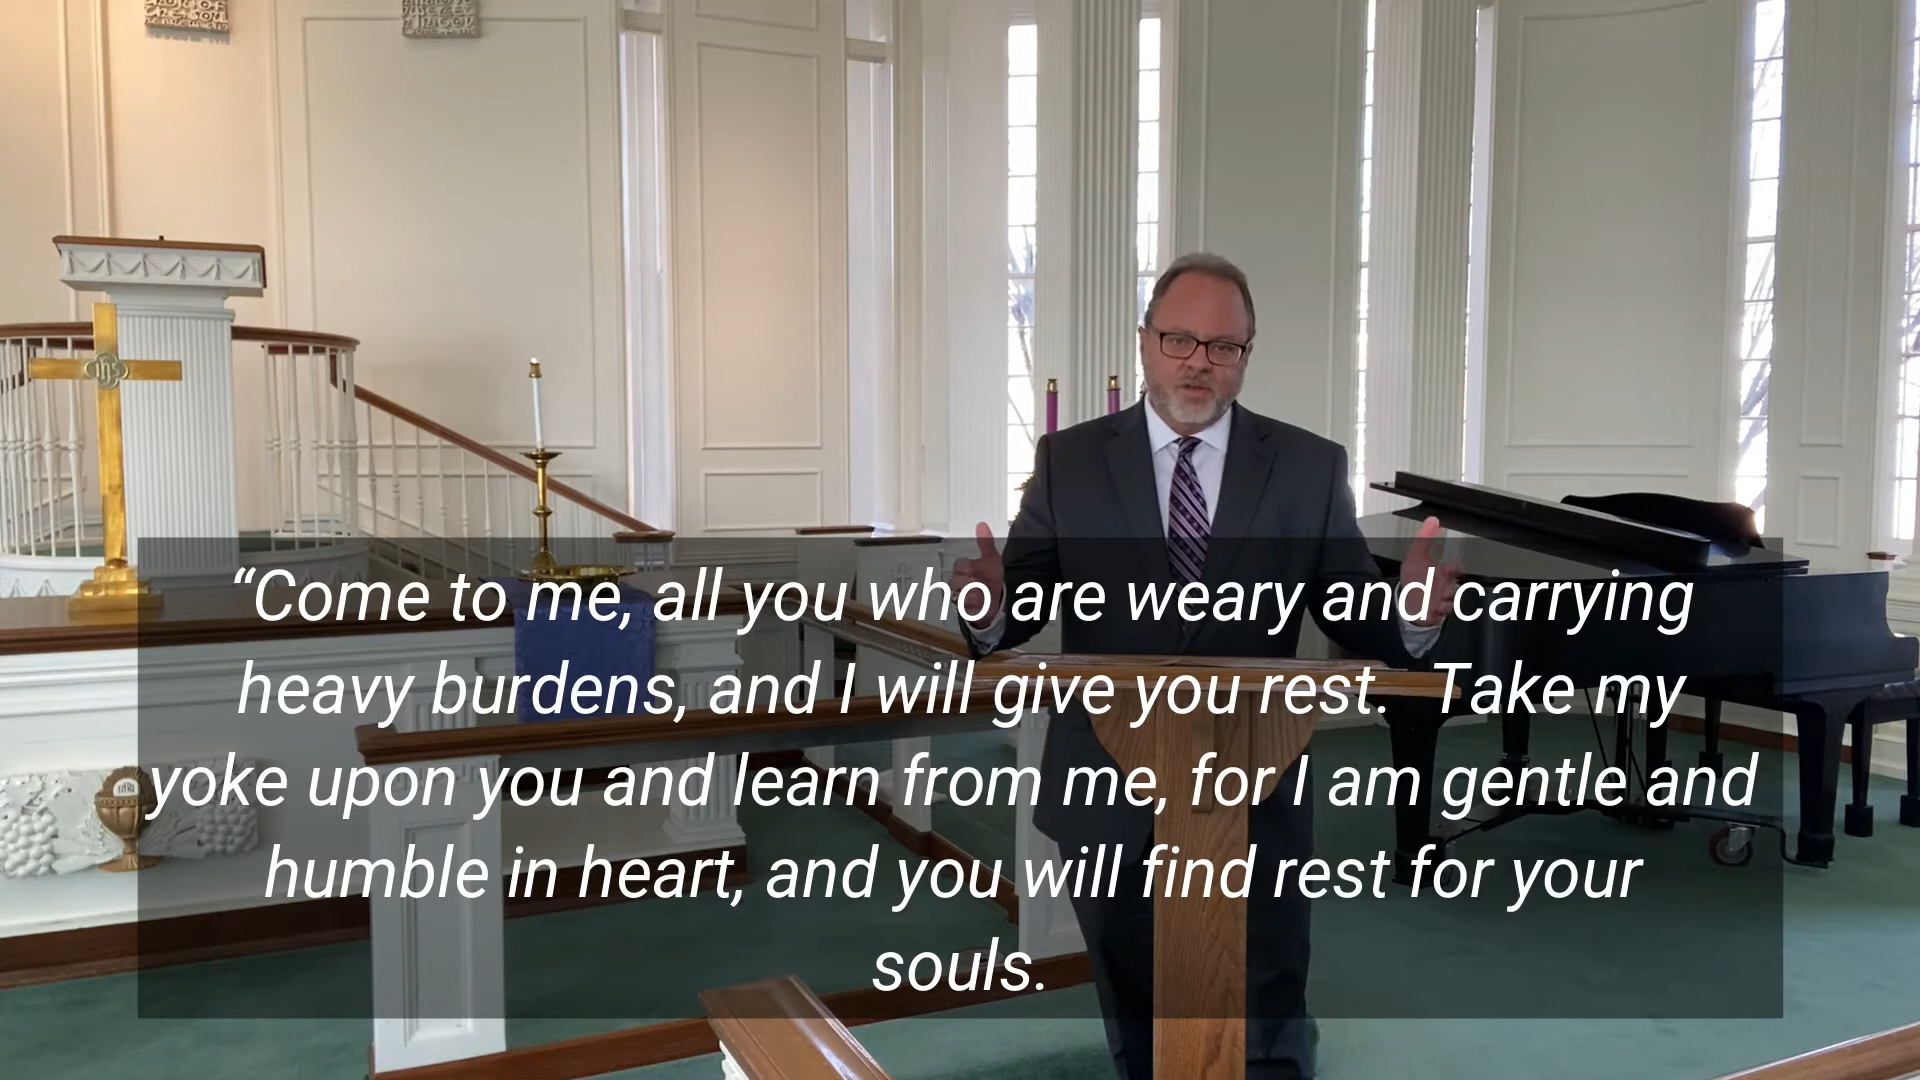 “Come to me, all you who are weary and carrying
heavy burdens, and I will give you rest.  Take my
yoke upon you and learn from me, for I am gentle and
humble in heart, and you will find rest for your
souls.
IHS